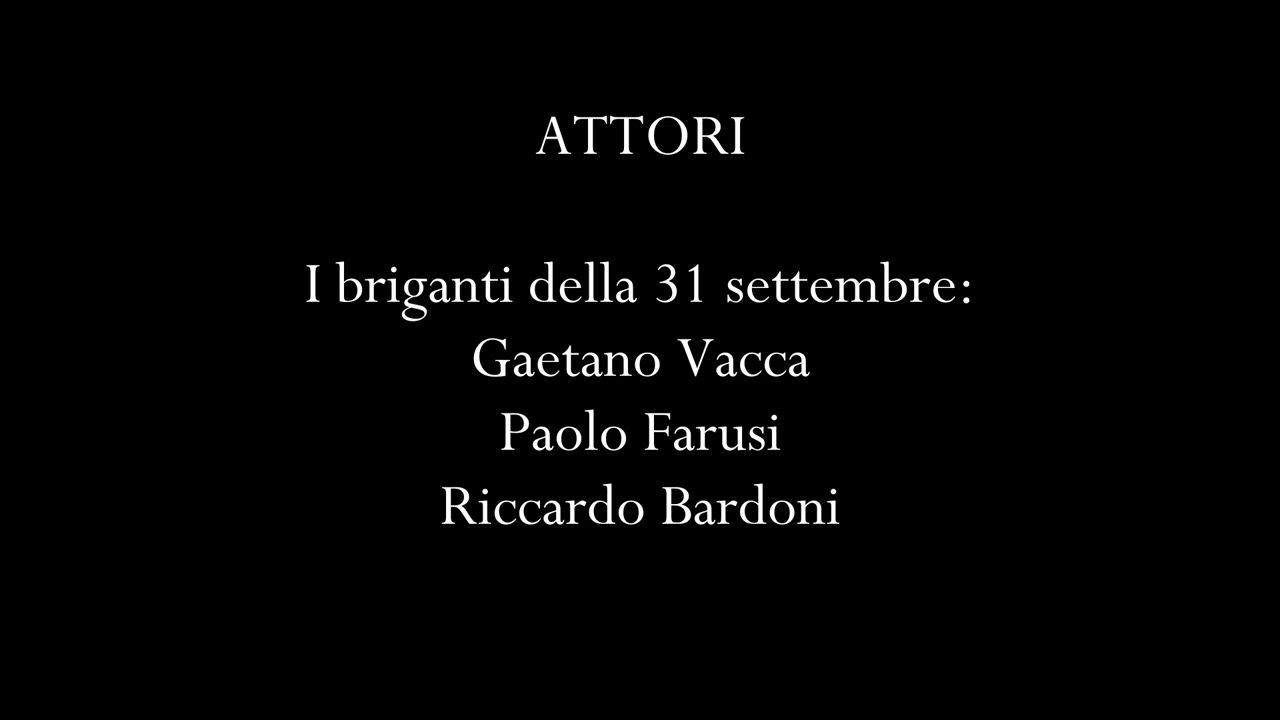 ATTORI
I briganti della 31 settembre:
Gaetano Vacca
Paolo Farusi
Riccardo Bardoni